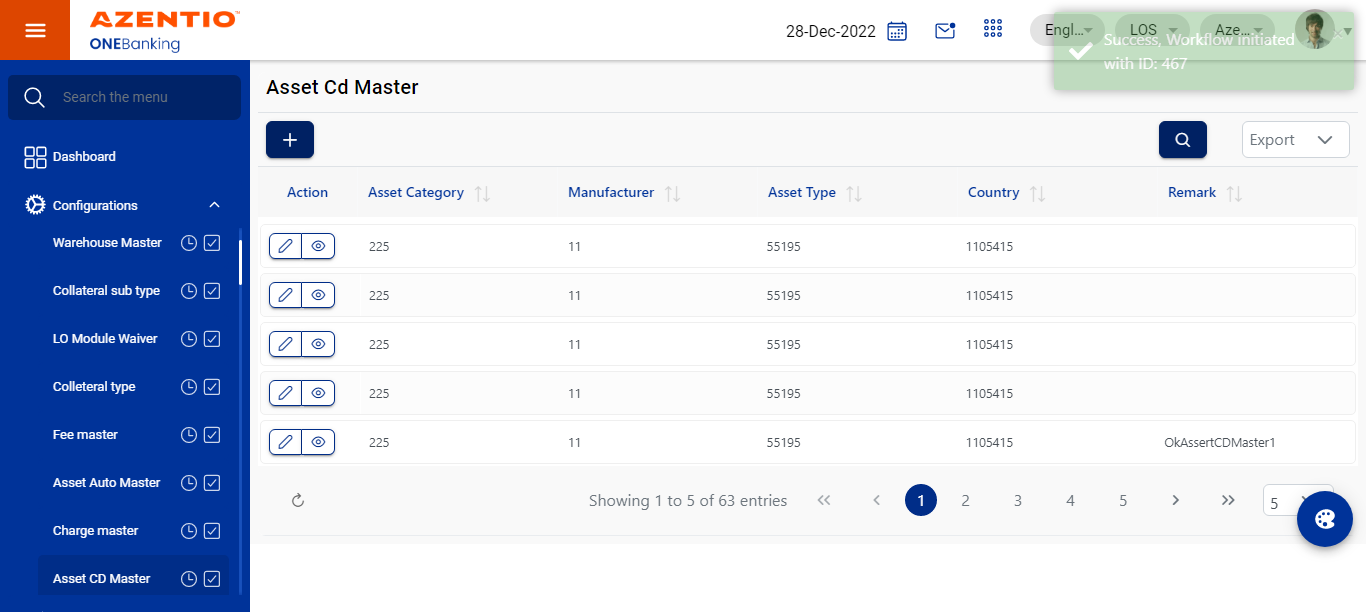 AZENTIO™
ONEBanking
28-Dec-2022
Engl...
LOS
Aze...
Success, Workflow initiated
with ID: 467
Search the menu
Dashboard
Configurations
Warehouse Master
Collateral sub type
LO Module Waiver
Colleteral type
Fee master
Asset Auto Master
Charge master
Asset CD Master
Asset Cd Master
+
Export
Action Asset Category Manufacturer Asset Type Country Remark
225 11 55195 1105415
225 11 55195 1105415
225 11 55195 1105415
225 11 55195 1105415
225 11 55195 1105415 OkAssertCDMaster1
Showing 1 to 5 of 63 entries « ‹ 1 2 3 4 5 › » 5